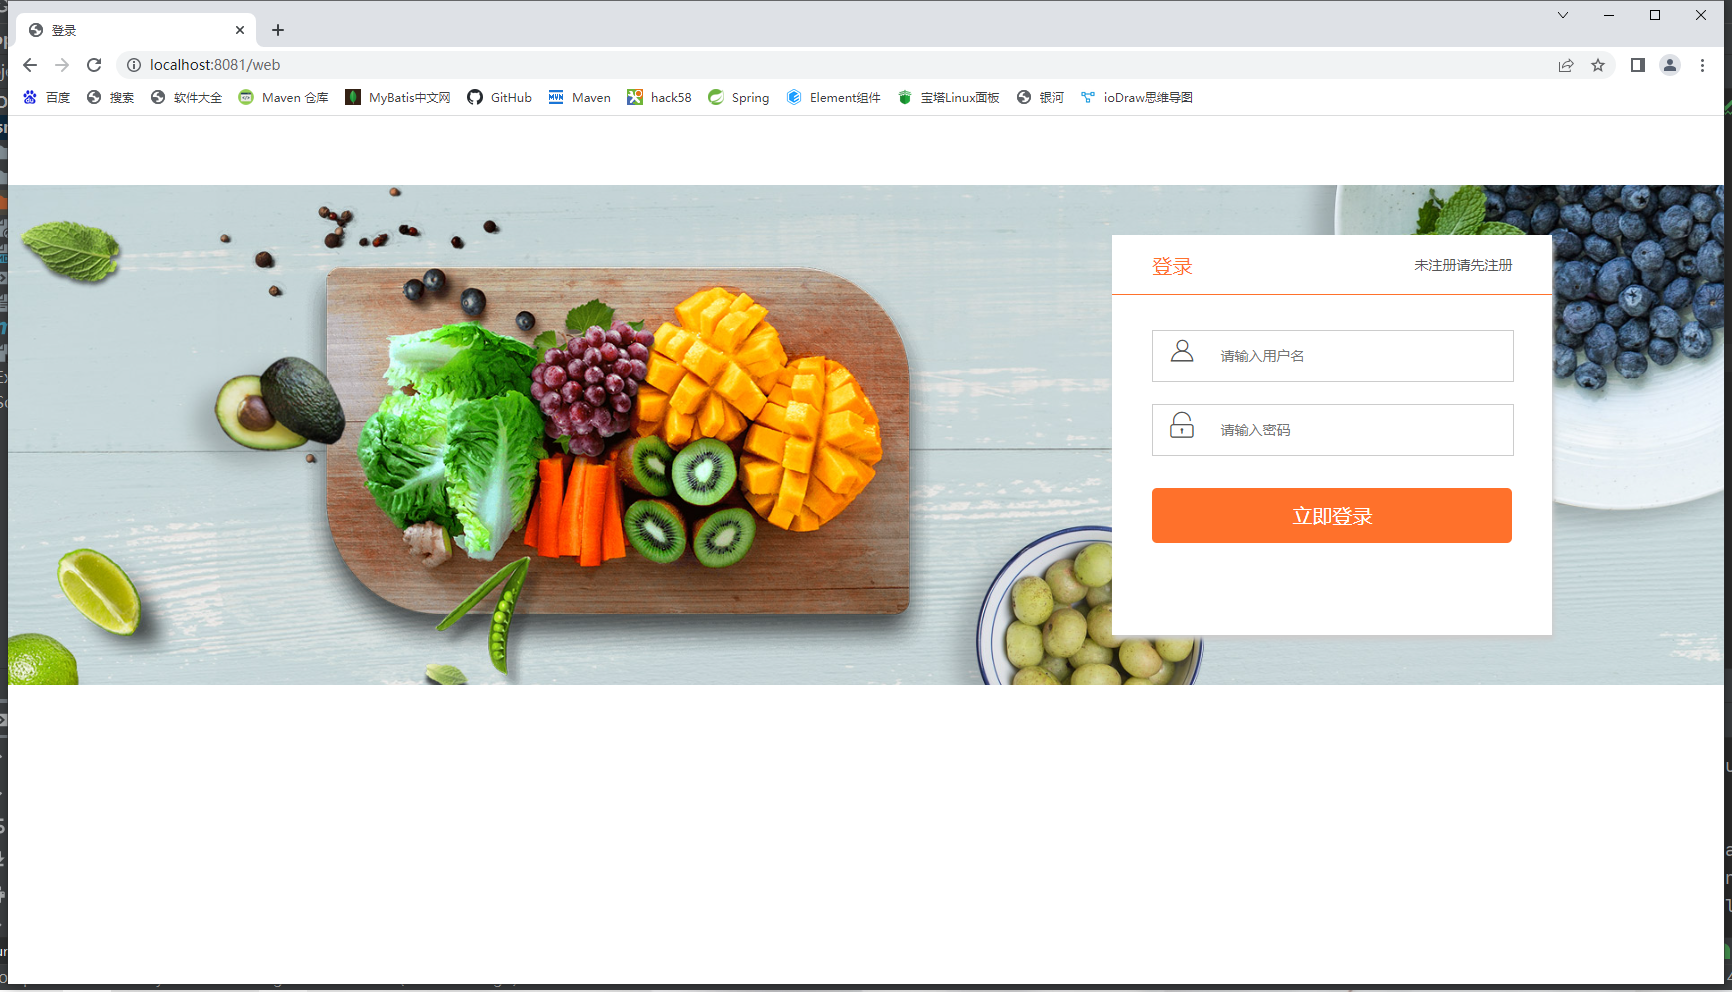 登录
localhost:8081/web
百度 搜索 软件大全 Maven 仓库 MyBatis中文网 GitHub MVN Maven hack58 Spring Element组件 宝塔Linux面板 银河 ioDraw思维导图
登录 未注册请先注册
请输入用户名
请输入密码
立即登录